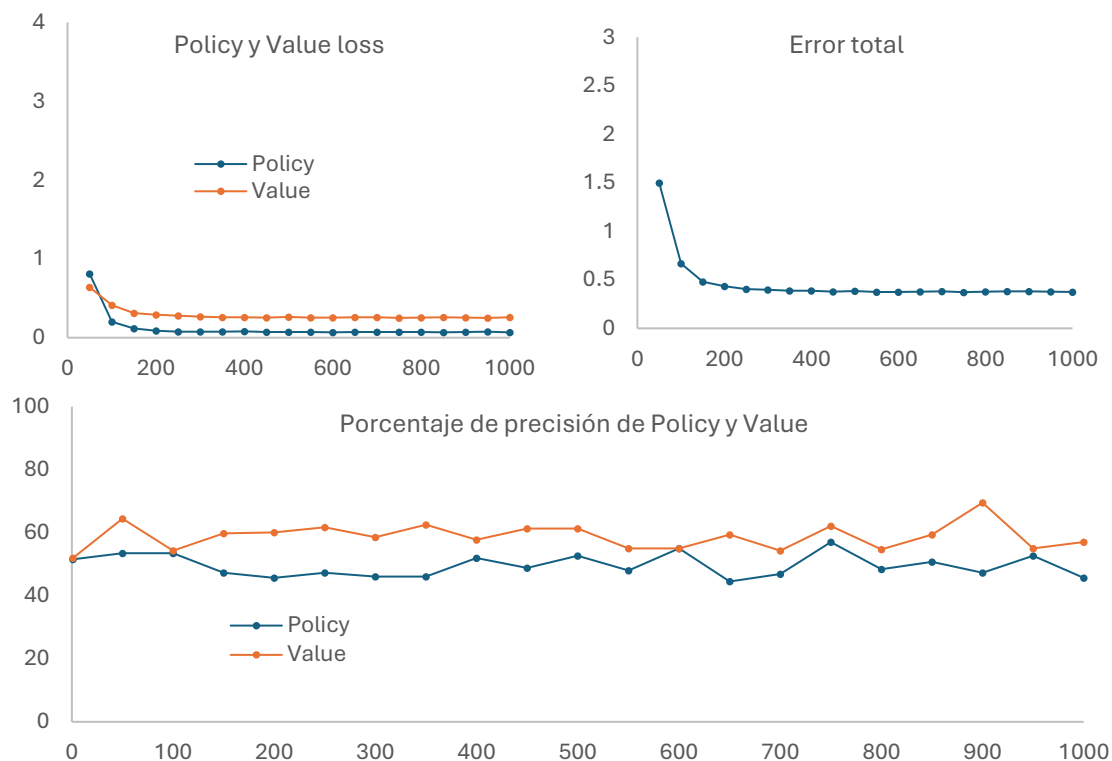 Policy y Value loss
4
3
2
1
0
Policy
Value
0 200 400 600 800 1000
Error total
3
2.5
2
1.5
1
0.5
0
0 200 400 600 800 1000
Porcentaje de precisión de Policy y Value
100
80
60
40
20
0
Policy
Value
0 100 200 300 400 500 600 700 800 900 1000